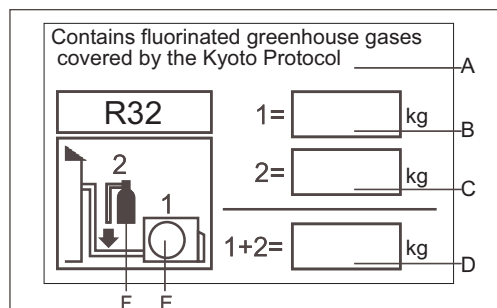 Contains fluorinated greenhouse gases
covered by the Kyoto Protocol
A
R32
1= kg
B
2= kg
C
2
1
1+2= kg
D
F E